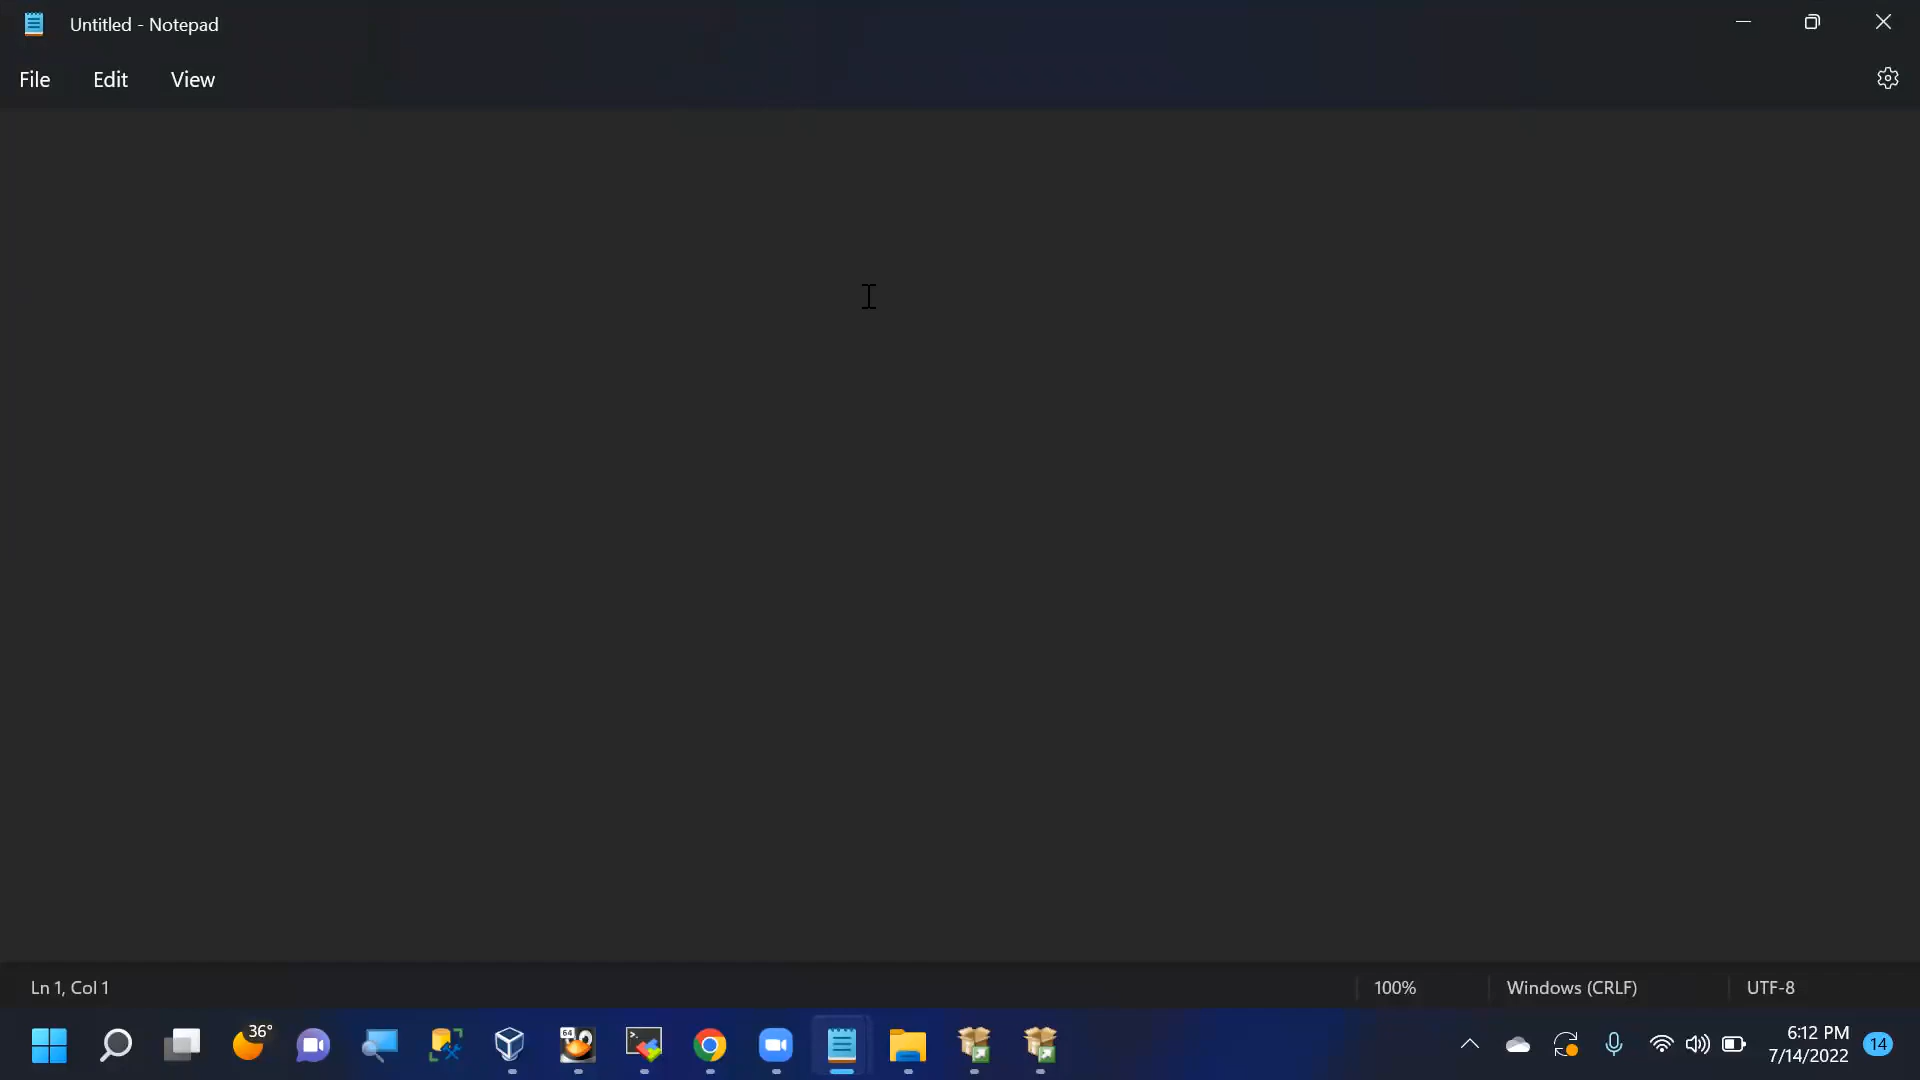 Untitled - Notepad
File Edit View
Ln 1, Col 1 100% Windows (CRLF) UTF-8
36°
64
6:12 PM
7/14/2022
14